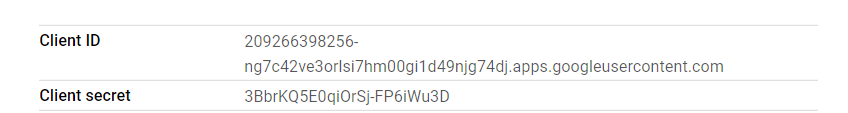 Client ID 209266398256-
ng7c42ve3orlsi7hm00gi1d49njg74dj.apps.googleusercontent.com
Client secret 3BbrKQ5E0qiOrSj-FP6iWu3D